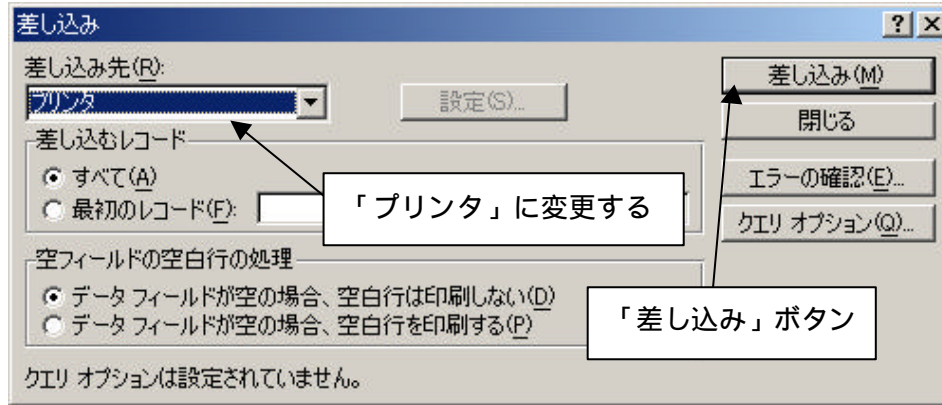 差し込み
差し込み先(R):
プリンタ
設定(S)...
差し込み(M)
閉じる
差し込むレコード
すべて(A)
最初のレコード(F):
エラーの確認(E)...
クエリ オプション(Q)...
「プリンタ」に変更する
空フィールドの空白行の処理
データ フィールドが空の場合、空白行は印刷しない(D)
データ フィールドが空の場合、空白行を印刷する(P)
「差し込み」ボタン
クエリ オプションは設定されていません。